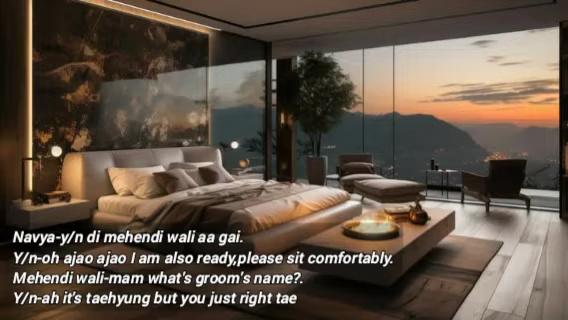 Navya-y/n di mehendi wali aa gai.
Y/n-oh ajao ajao I am also ready,please sit comfortably.
Mehendi wali-mam what's groom's name?.
Y/n-ah it's taehyung but you just right tae